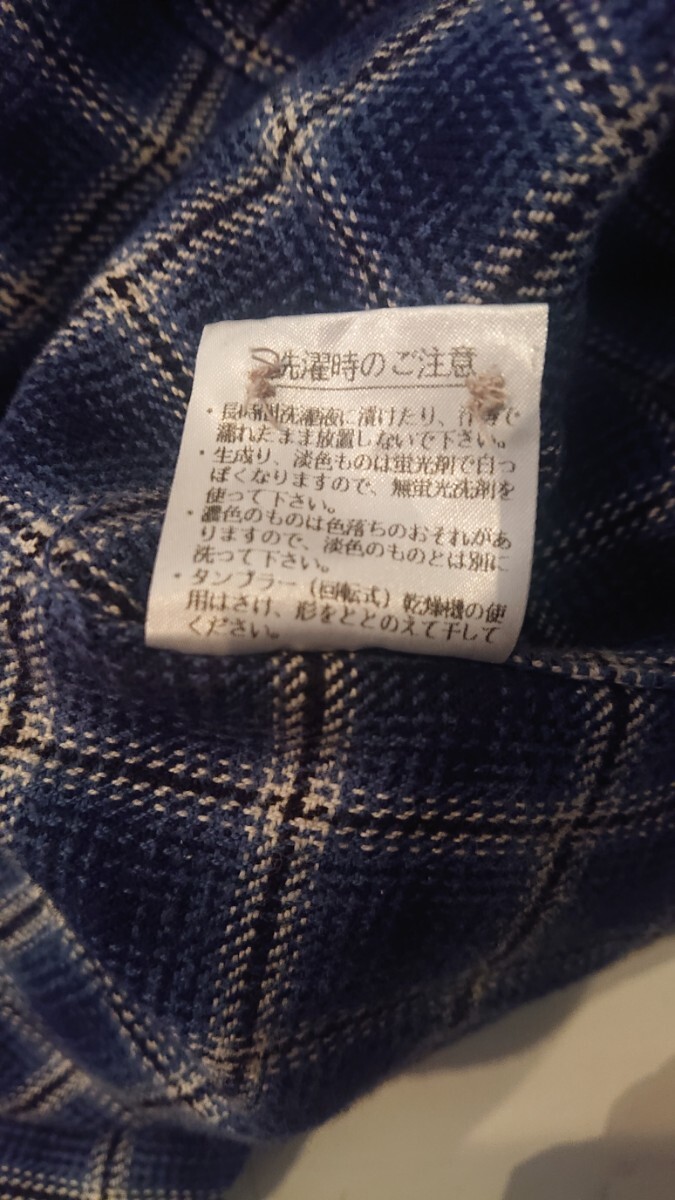 洗濯時のご注意
・長時間洗濯液に漬けたり、汗等で
濡れたまま放置しないで下さい。
・生成り、淡色ものは蛍光剤で白っ
ぽくなりますので、無蛍光洗剤を
使って下さい。
・濃色のものは色落ちのおそれがあ
りますので、淡色のものとは別に
洗って下さい。
・タンブラー（回転式）乾燥機の使
用はさけ、形をととのえて干して
ください。